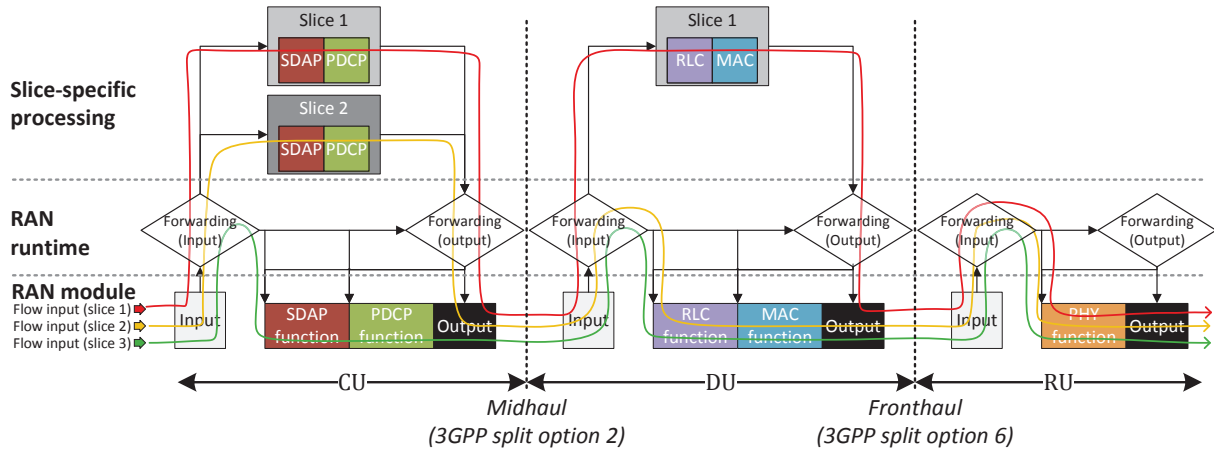 Slice 1
SDAP PDCP
Slice 2
SDAP PDCP
Slice 1
RLC MAC
Slice-specific
processing
RAN
runtime
Forwarding
(Input)
Forwarding
(output)
Forwarding
(Input)
Forwarding
(Output)
Forwarding
(Input)
Forwarding
(Output)
RAN module
Flow input (slice 1)
Flow input (slice 2)
Flow input (slice 3)
Input
SDAP
function
PDCP
function
Output
Input
RLC
function
MAC
function
Output
Input
PHY
function
Output
CU
DU
RU
Midhaul
(3GPP split option 2)
Fronthaul
(3GPP split option 6)